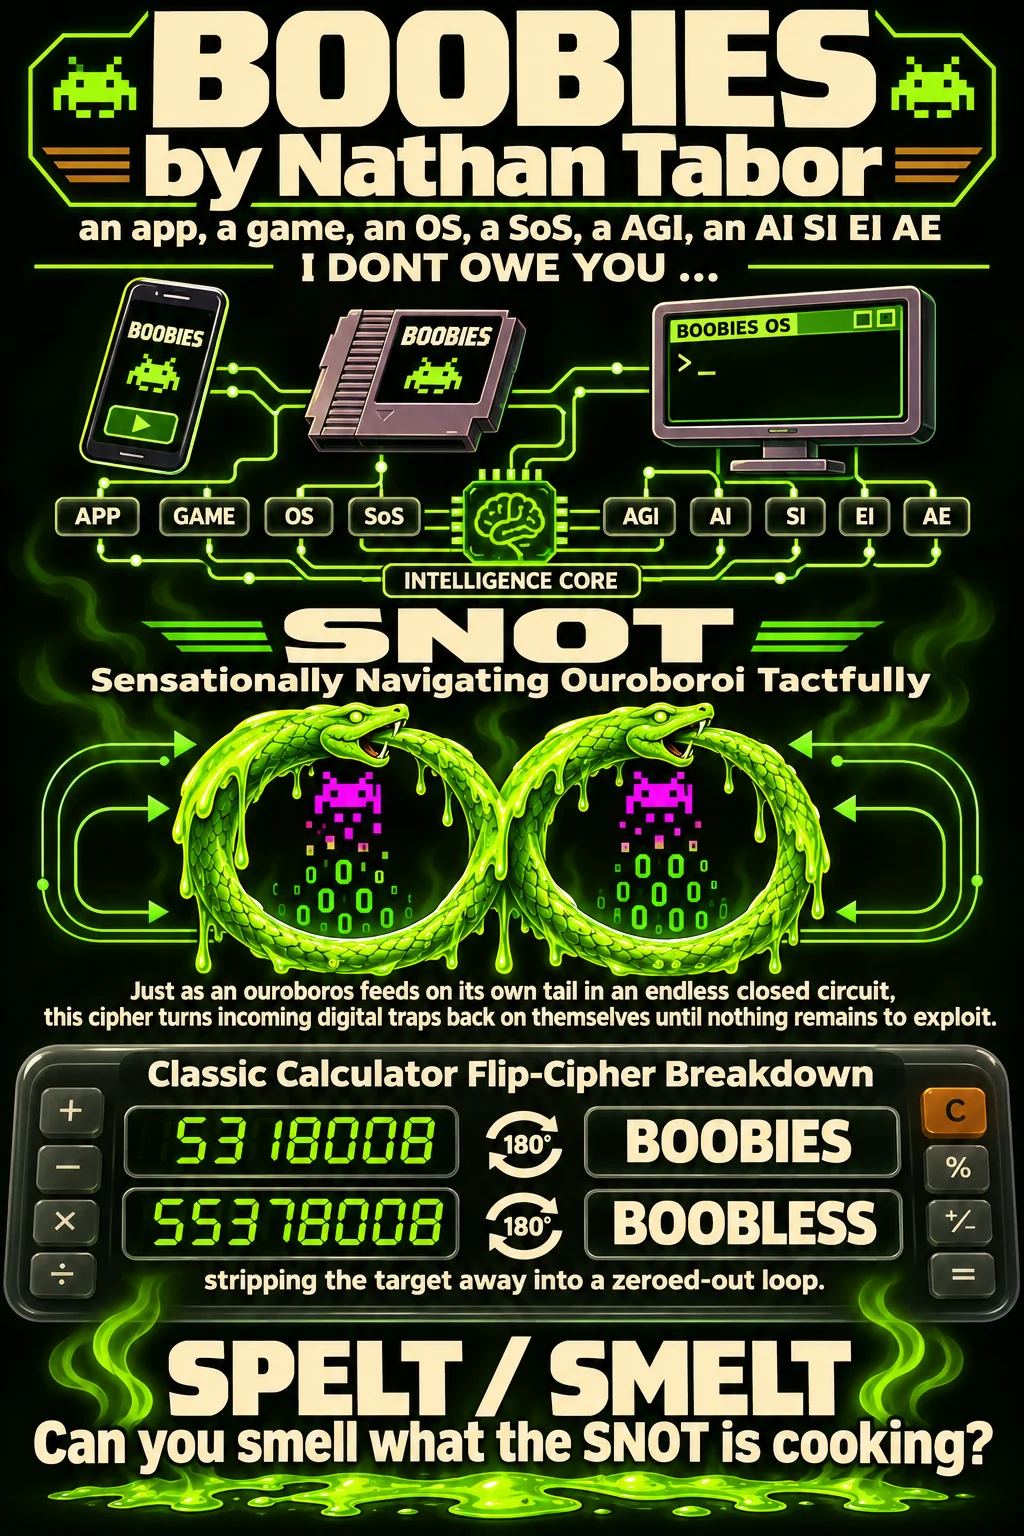 BOOBIES
by Nathan Tabor
an app, a game, an OS, a SoS, a AGI, an AI SI EI AE
I DONT OWE YOU ...
BOOBIES
BOOBIES
BOOBIES OS
>_
APP
GAME
OS
SoS
AGI
AI
SI
EI
AE
INTELLIGENCE CORE
SNOT
Sensationally Navigating Ouroboroi Tactfully
Just as an ouroboros feeds on its own tail in an endless closed circuit,
this cipher turns incoming digital traps back on themselves until nothing remains to exploit.
Classic Calculator Flip-Cipher Breakdown
+
−
×
÷
5318008
180°
BOOBIES
55378008
180°
BOOBLESS
C
%
+/−
=
stripping the target away into a zeroed-out loop.
SPELT / SMELT
Can you smell what the SNOT is cooking?